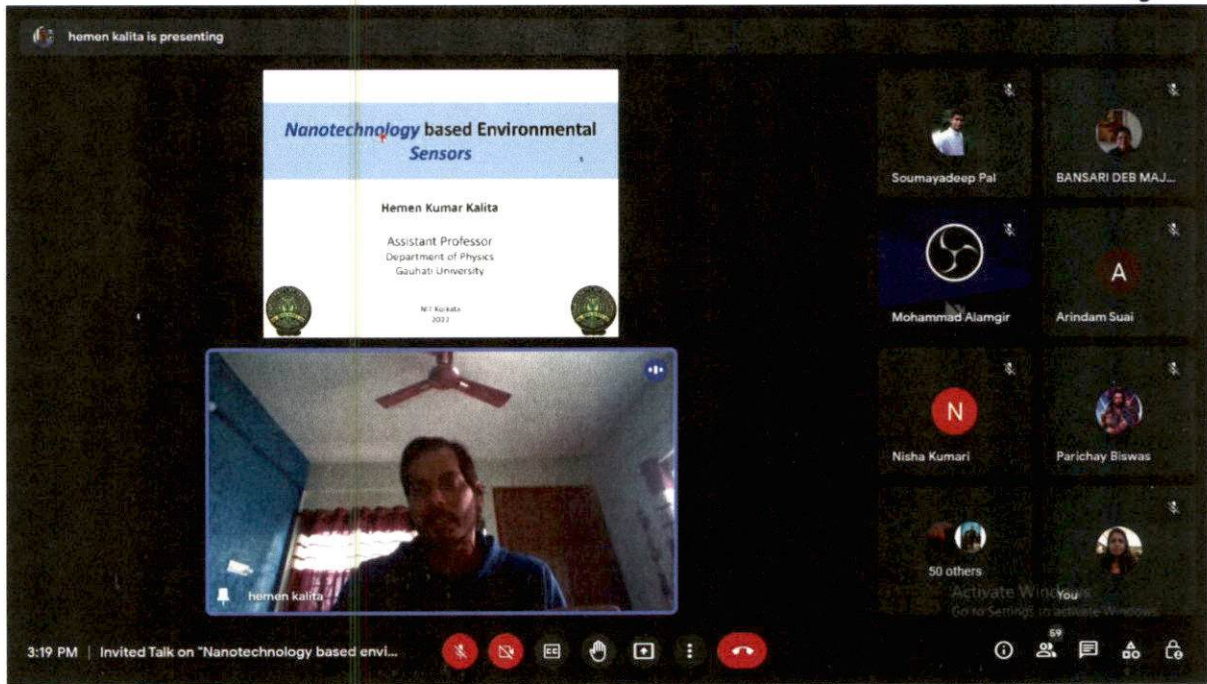 hemen kalita is presenting
Nanotechnology based Environmental
Sensors
Hemen Kumar Kalita
Assistant Professor
Department of Physics
Gauhati University
2022
Soumayadeep Pal
BANSARI DEB MAJ...
Mohammad Alamgir
A
Arindam Suai
N
Nisha Kumari
Parichay Biswas
50 others
You
Activate Windows
Go to Settings to activate Windows.
hemen kalita
3:19 PM | Invited Talk on "Nanotechnology based envi...
CC
59